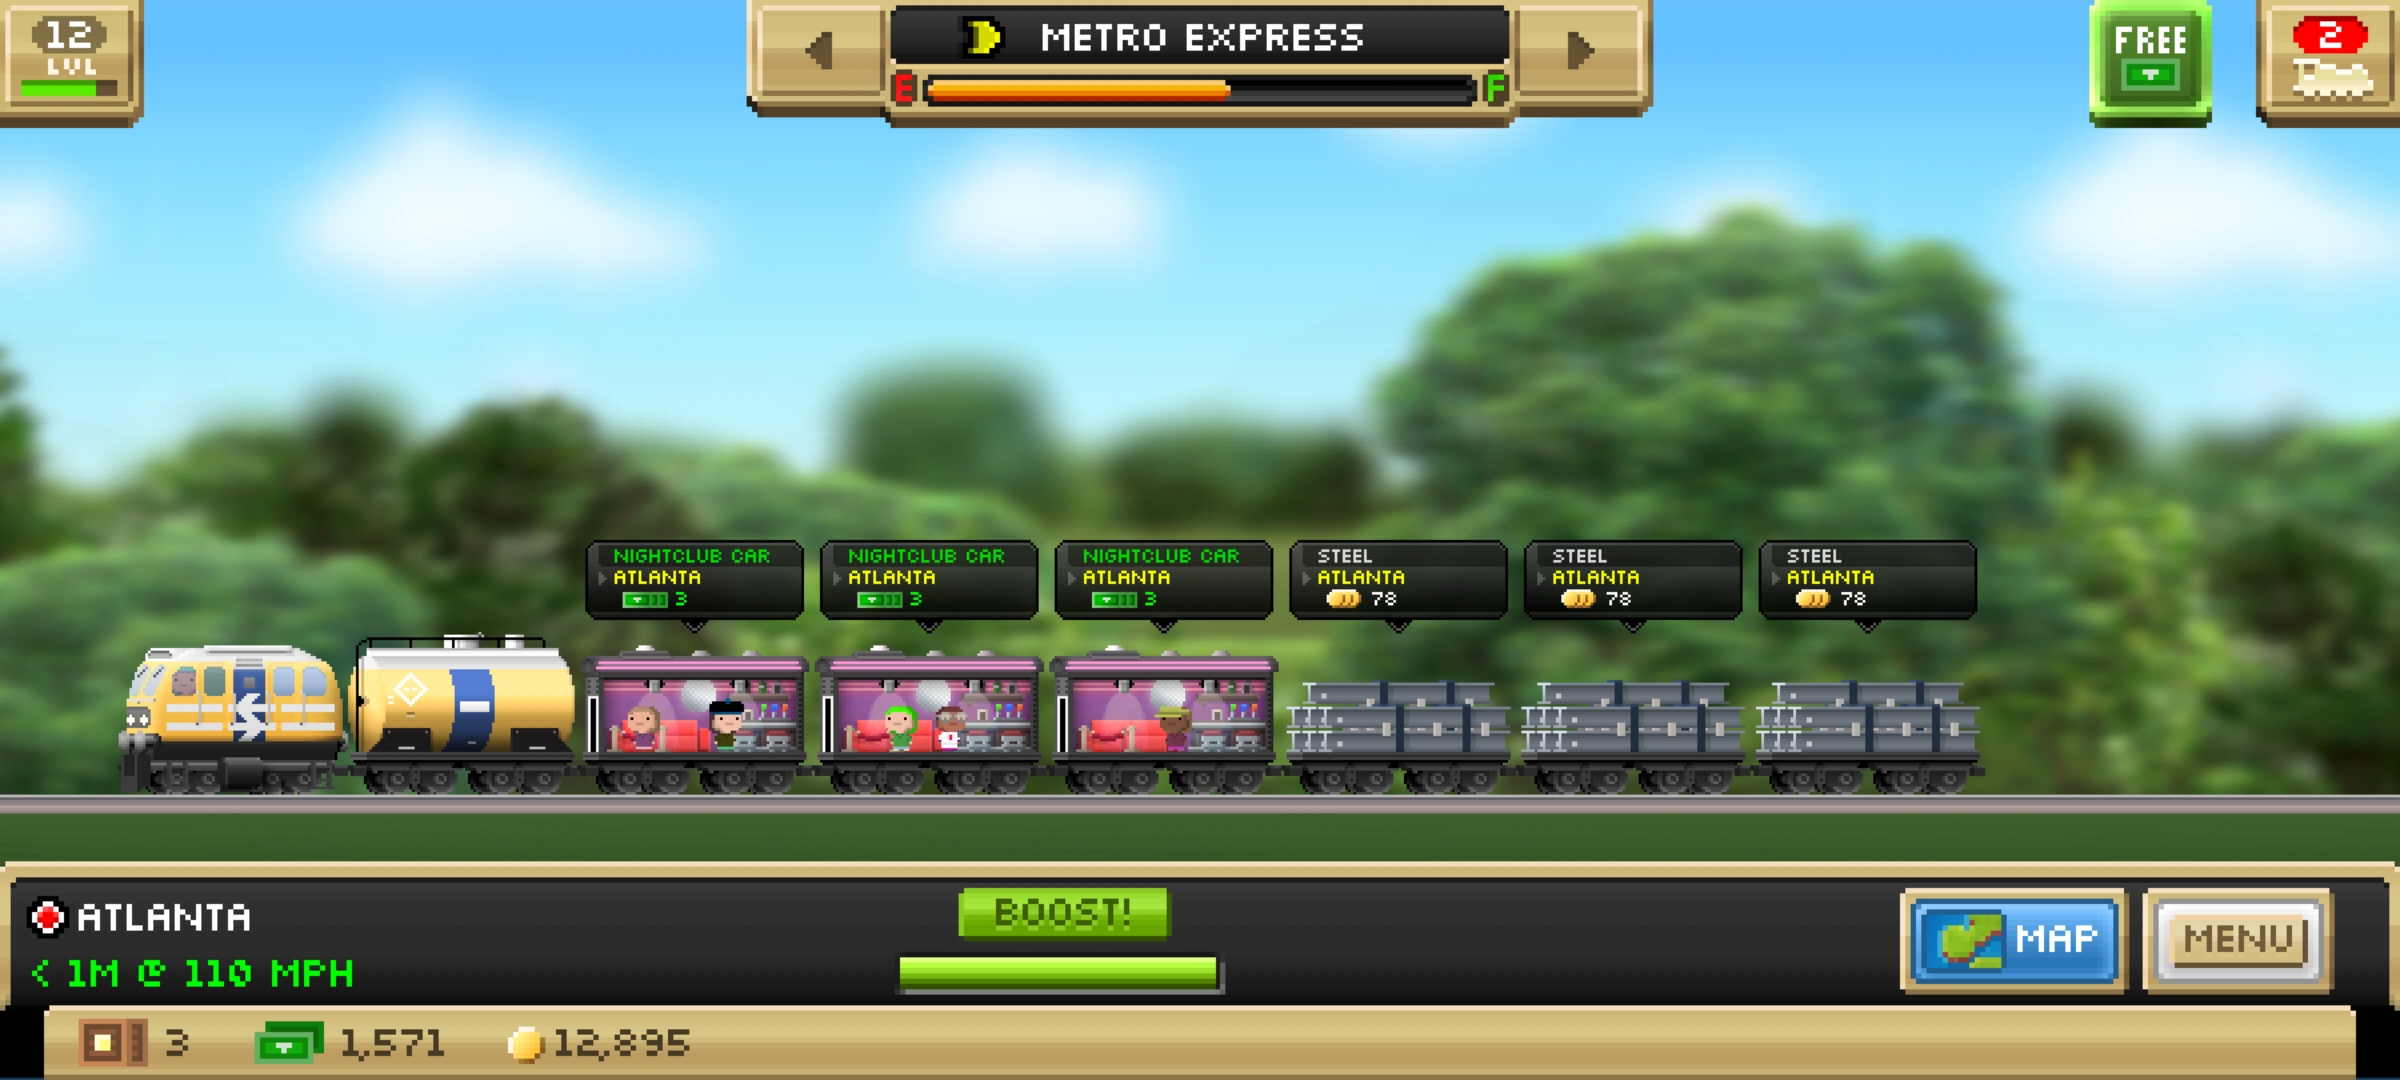 12
LVL
METRO EXPRESS
E F
FREE
2
NIGHTCLUB CAR
ATLANTA
3
NIGHTCLUB CAR
ATLANTA
3
NIGHTCLUB CAR
ATLANTA
3
STEEL
ATLANTA
78
STEEL
ATLANTA
78
STEEL
ATLANTA
78
ATLANTA
< 1M @ 110 MPH
BOOST!
MAP
MENU
3
1,571
12,895